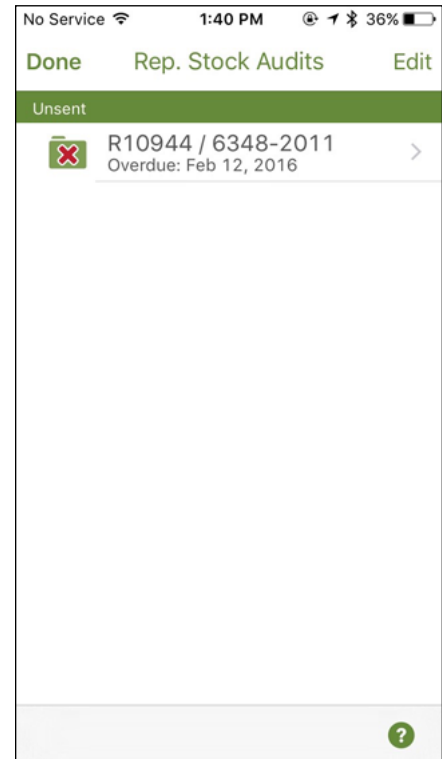 No Service 1:40 PM 36%
Done Rep. Stock Audits Edit
Unsent
R10944 / 6348-2011
Overdue: Feb 12, 2016
?